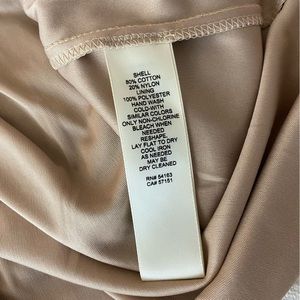 SHELL
80% COTTON
20% NYLON
LINING
100% POLYESTER
HAND WASH
COLD-WITH
SIMILAR COLORS
ONLY NON-CHLORINE
BLEACH WHEN
NEEDED
RESHAPE.
LAY FLAT TO DRY
COOL IRON
AS NEEDED
MAY BE
DRY CLEANED
RN# 54163
CA# 57151